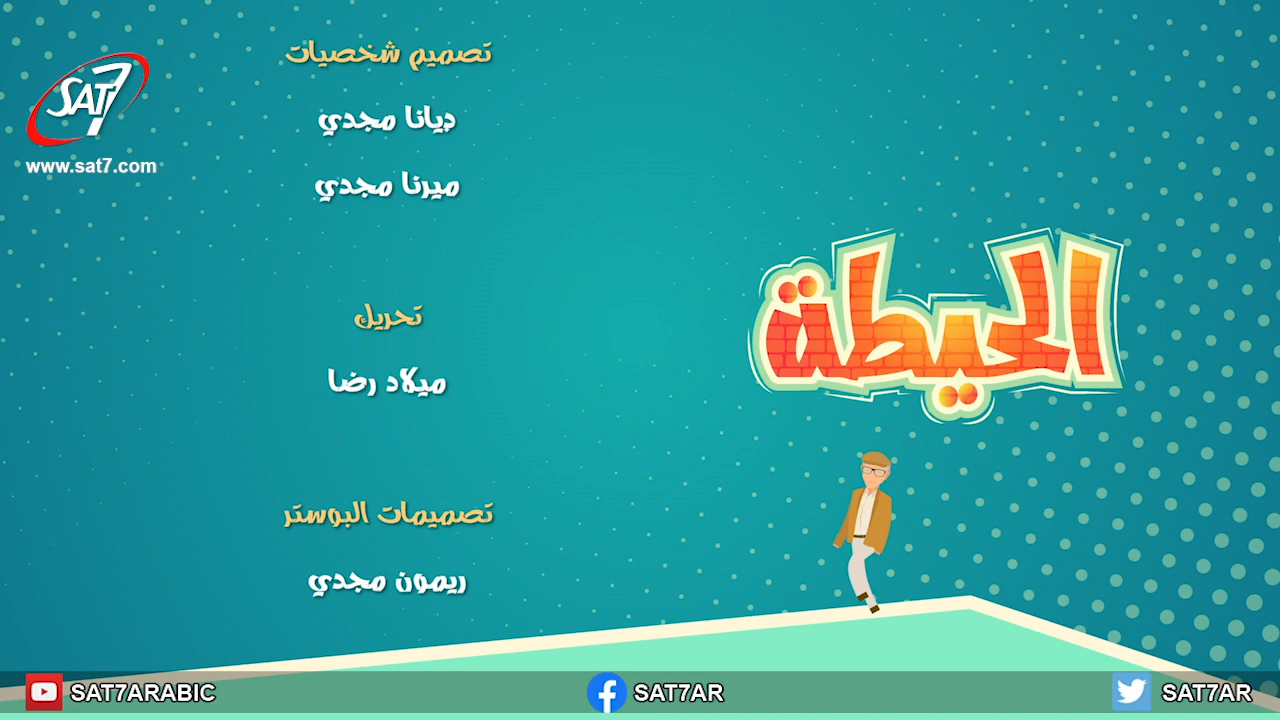 تصميم شخصيات
ديانا مجدي
ميرنا مجدي
تحريك
ميلاد رضا
تصميمات البوستر
ريمون مجدي
الحيطة
SAT7
www.sat7.com
SAT7ARABIC
SAT7AR
SAT7AR